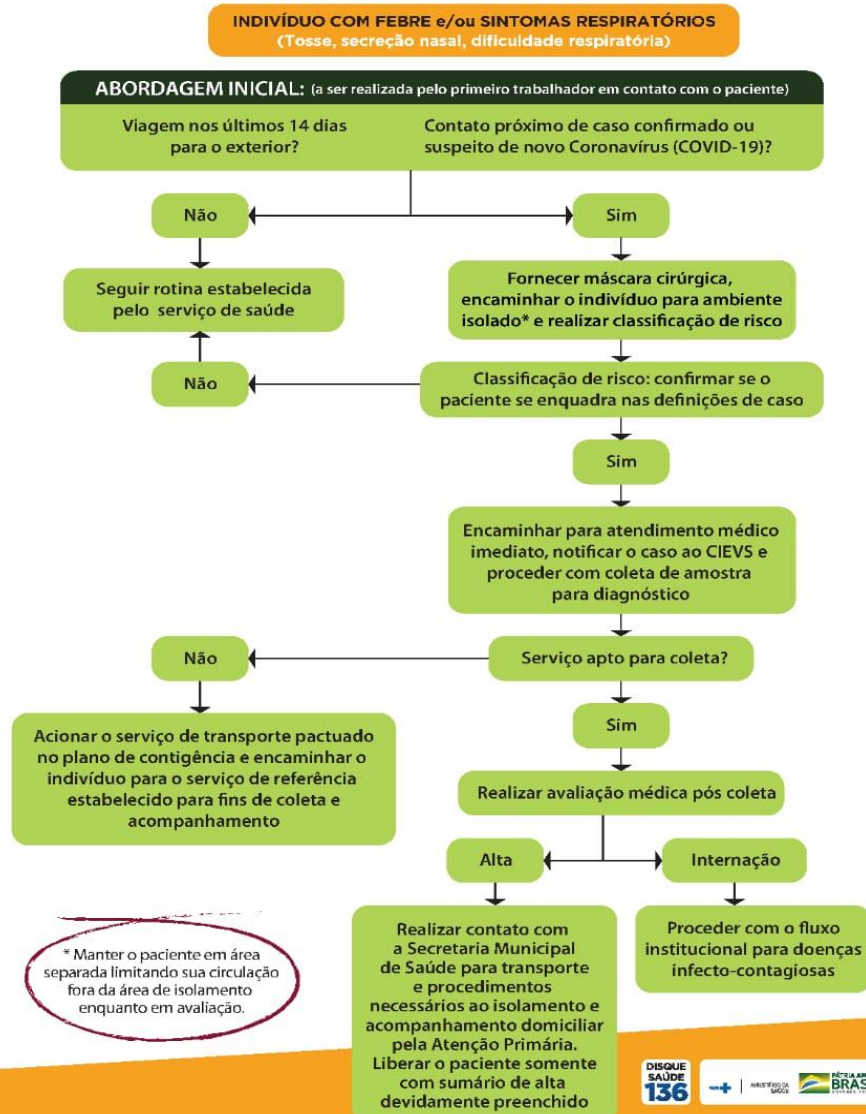 INDIVÍDUO COM FEBRE e/ou SINTOMAS RESPIRATÓRIOS
(Tosse, secreção nasal, dificuldade respiratória)
ABORDAGEM INICIAL: (a ser realizada pelo primeiro trabalhador em contato com o paciente)
Viagem nos últimos 14 dias
para o exterior?
Contato próximo de caso confirmado ou
suspeito de novo Coronavírus (COVID-19)?
Não
Sim
Seguir rotina estabelecida
pelo serviço de saúde
Fornecer máscara cirúrgica,
encaminhar o indivíduo para ambiente
isolado* e realizar classificação de risco
Não
Classificação de risco: confirmar se o
paciente se enquadra nas definições de caso
Sim
Encaminhar para atendimento médico
imediato, notificar o caso ao CIEVS e
proceder com coleta de amostra
para diagnóstico
Não
Serviço apto para coleta?
Sim
Acionar o serviço de transporte pactuado
no plano de contigência e encaminhar o
indivíduo para o serviço de referência
estabelecido para fins de coleta e
acompanhamento
Realizar avaliação médica pós coleta
Alta
Internação
Realizar contato com
a Secretaria Municipal
de Saúde para transporte
e procedimentos
necessários ao isolamento e
acompanhamento domiciliar
pela Atenção Primária.
Liberar o paciente somente
com sumário de alta
devidamente preenchido
Proceder com o fluxo
institucional para doenças
infecto-contagiosas
* Manter o paciente em área
separada limitando sua circulação
fora da área de isolamento
enquanto em avaliação.
DISQUE
SAÚDE
136
MINISTÉRIO DA
SAÚDE
PÁTRIA
BRAS